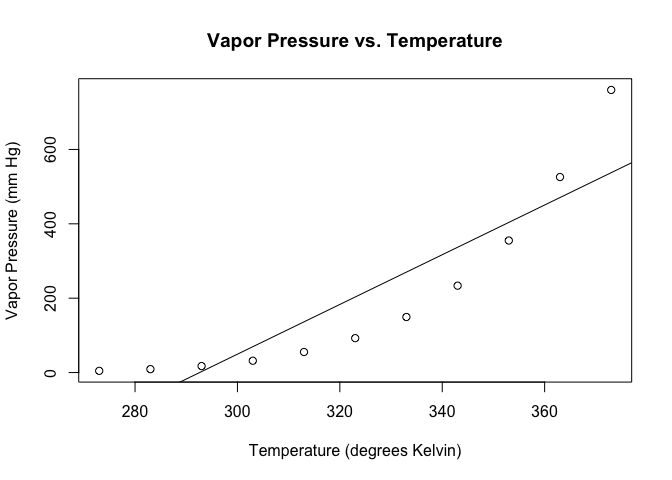 Vapor Pressure vs. Temperature
Vapor Pressure (mm Hg)
600
400
200
0
280 300 320 340 360
Temperature (degrees Kelvin)